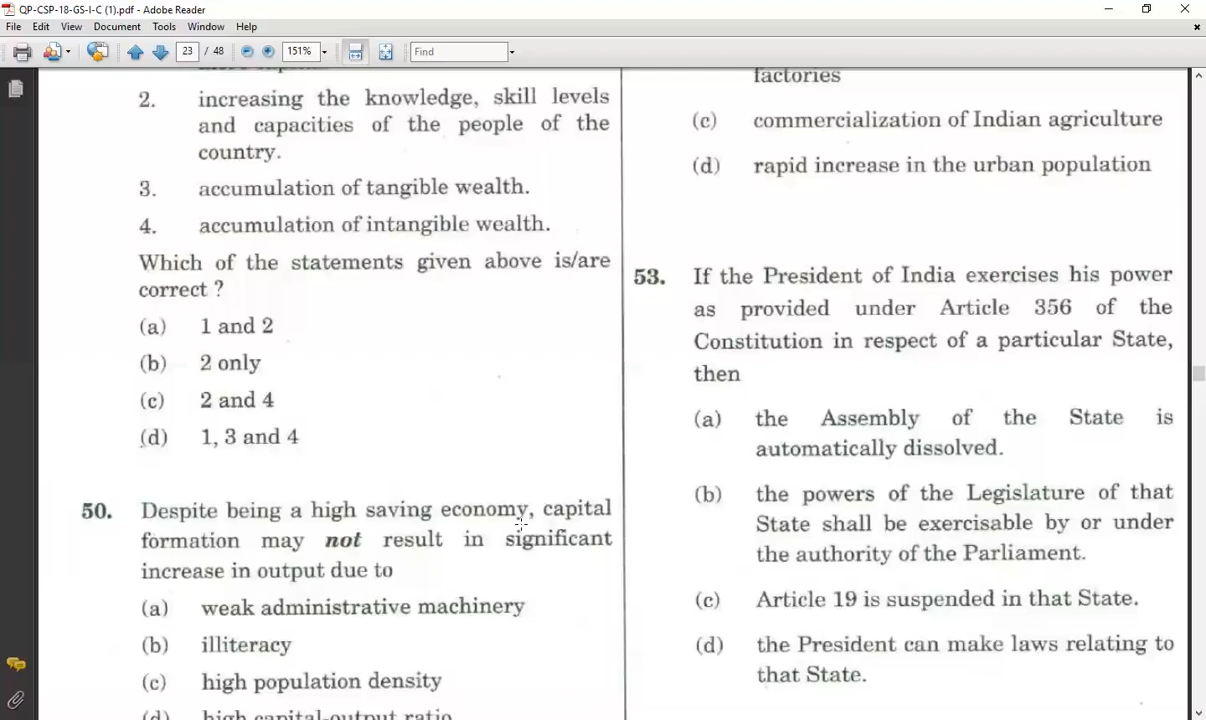 QP-CSP-18-GS-I-C (1).pdf - Adobe Reader
File Edit View Document Tools Window Help
23 / 48 151% Find
2. increasing the knowledge, skill levels
and capacities of the people of the
country.
3. accumulation of tangible wealth.
4. accumulation of intangible wealth.
Which of the statements given above is/are
correct ?
(a) 1 and 2
(b) 2 only
(c) 2 and 4
(d) 1, 3 and 4
50. Despite being a high saving economy, capital
formation may not result in significant
increase in output due to
(a) weak administrative machinery
(b) illiteracy
(c) high population density
(d) high capital-output ratio
factories
(c) commercialization of Indian agriculture
(d) rapid increase in the urban population
53. If the President of India exercises his power
as provided under Article 356 of the
Constitution in respect of a particular State,
then
(a) the Assembly of the State is
automatically dissolved.
(b) the powers of the Legislature of that
State shall be exercisable by or under
the authority of the Parliament.
(c) Article 19 is suspended in that State.
(d) the President can make laws relating to
that State.